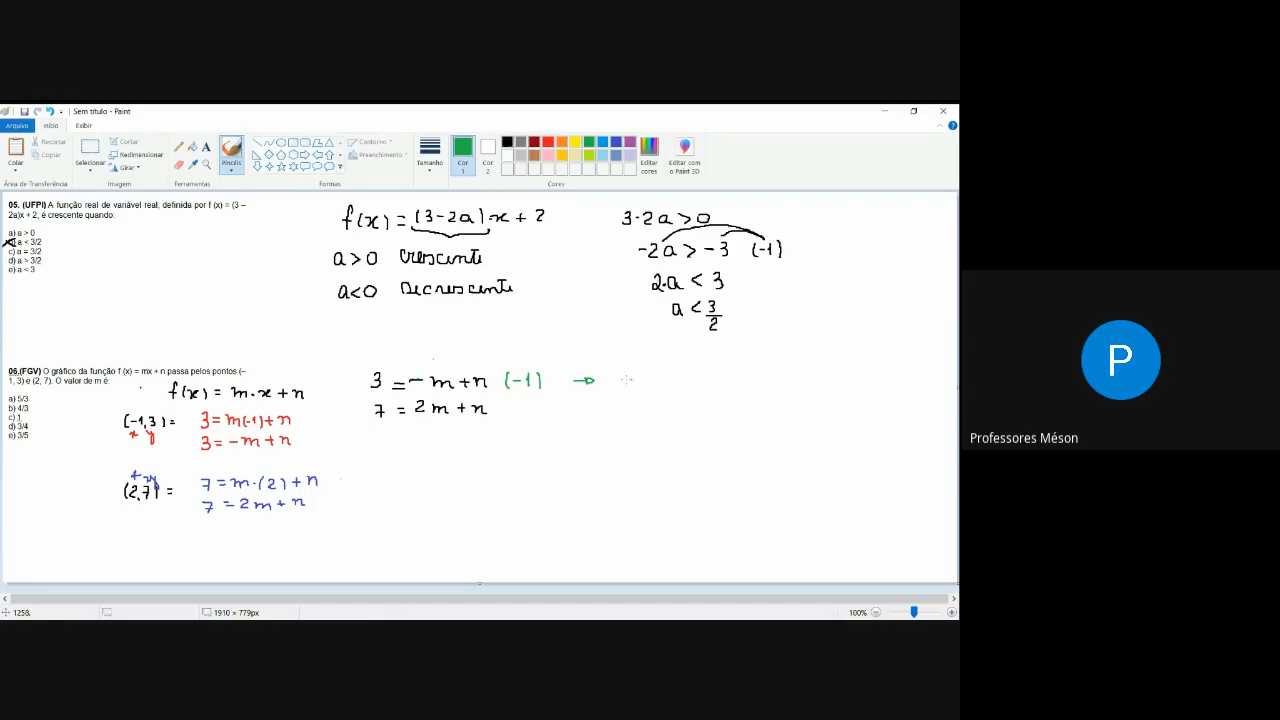 Sem título - Paint
Arquivo Início Exibir
Colar
Recortar
Copiar
Área de Transferência
Selecionar
Cortar
Redimensionar
Girar
Imagem
Ferramentas
Pincéis
Contorno
Preenchimento
Formas
Tamanho
Cor 1
Cor 2
Editar cores
Editar com o Paint 3D
Cores
05. (UFPI) A função real de variável real, definida por f (x) = (3 –
2a)x + 2, é crescente quando:
a) a > 0
a < 3/2
c) a = 3/2
d) a > 3/2
e) a < 3
f(x) = (3-2a)·x + 2
a > 0 Crescente
a < 0 Decrescente
3-2a > 0
-2a > -3 (-1)
2·a < 3
a < 3/2
06.(FGV) O gráfico da função f (x) = mx + n passa pelos pontos (–
1, 3) e (2, 7). O valor de m é:
a) 5/3
b) 4/3
c) 1
d) 3/4
e) 3/5
f(x) = m·x + n
(-1,3) = 3 = m(-1) + n
x y
3 = -m + n
x y
(2,7) = 7 = m·(2) + n
7 = 2m + n
3 = -m + n (-1) →
7 = 2m + n
1258,
1910 × 779px
100%
P
Professores Méson